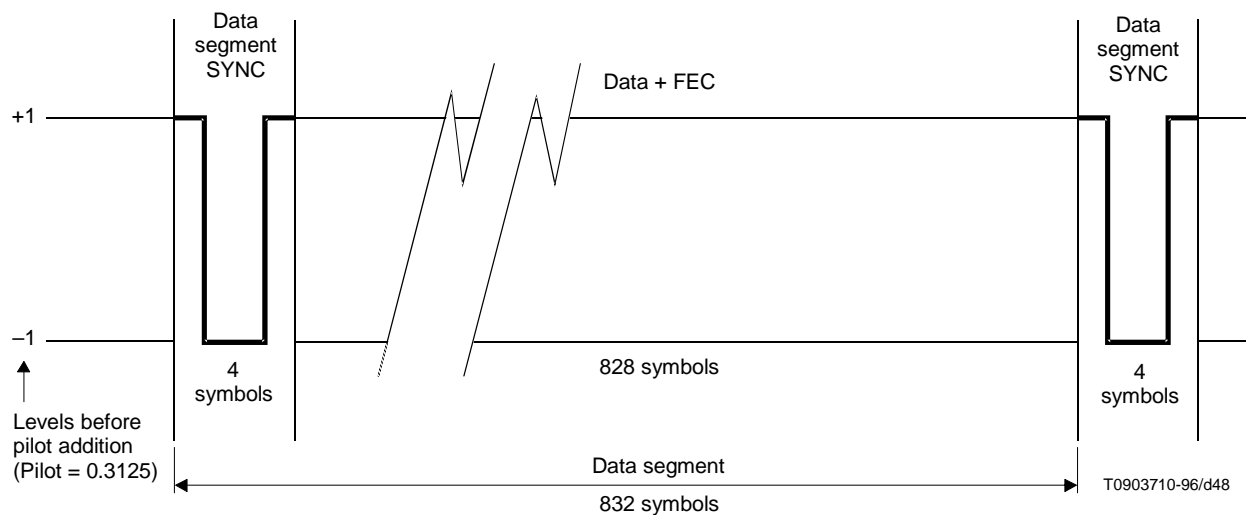 Data
segment
SYNC
Data
segment
SYNC
Data + FEC
+1
–1
4
symbols
828 symbols
4
symbols
Levels before
pilot addition
(Pilot = 0.3125)
Data segment
832 symbols
T0903710-96/d48